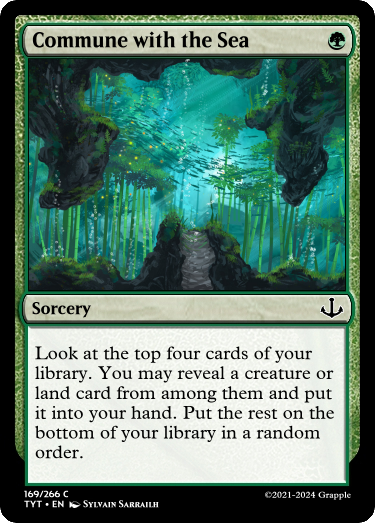 Commune with the Sea
Sorcery
Look at the top four cards of your
library. You may reveal a creature or
land card from among them and put
it into your hand. Put the rest on the
bottom of your library in a random
order.
169/266 C
TYT • EN Sylvain Sarrailh
©2021-2024 Grapple